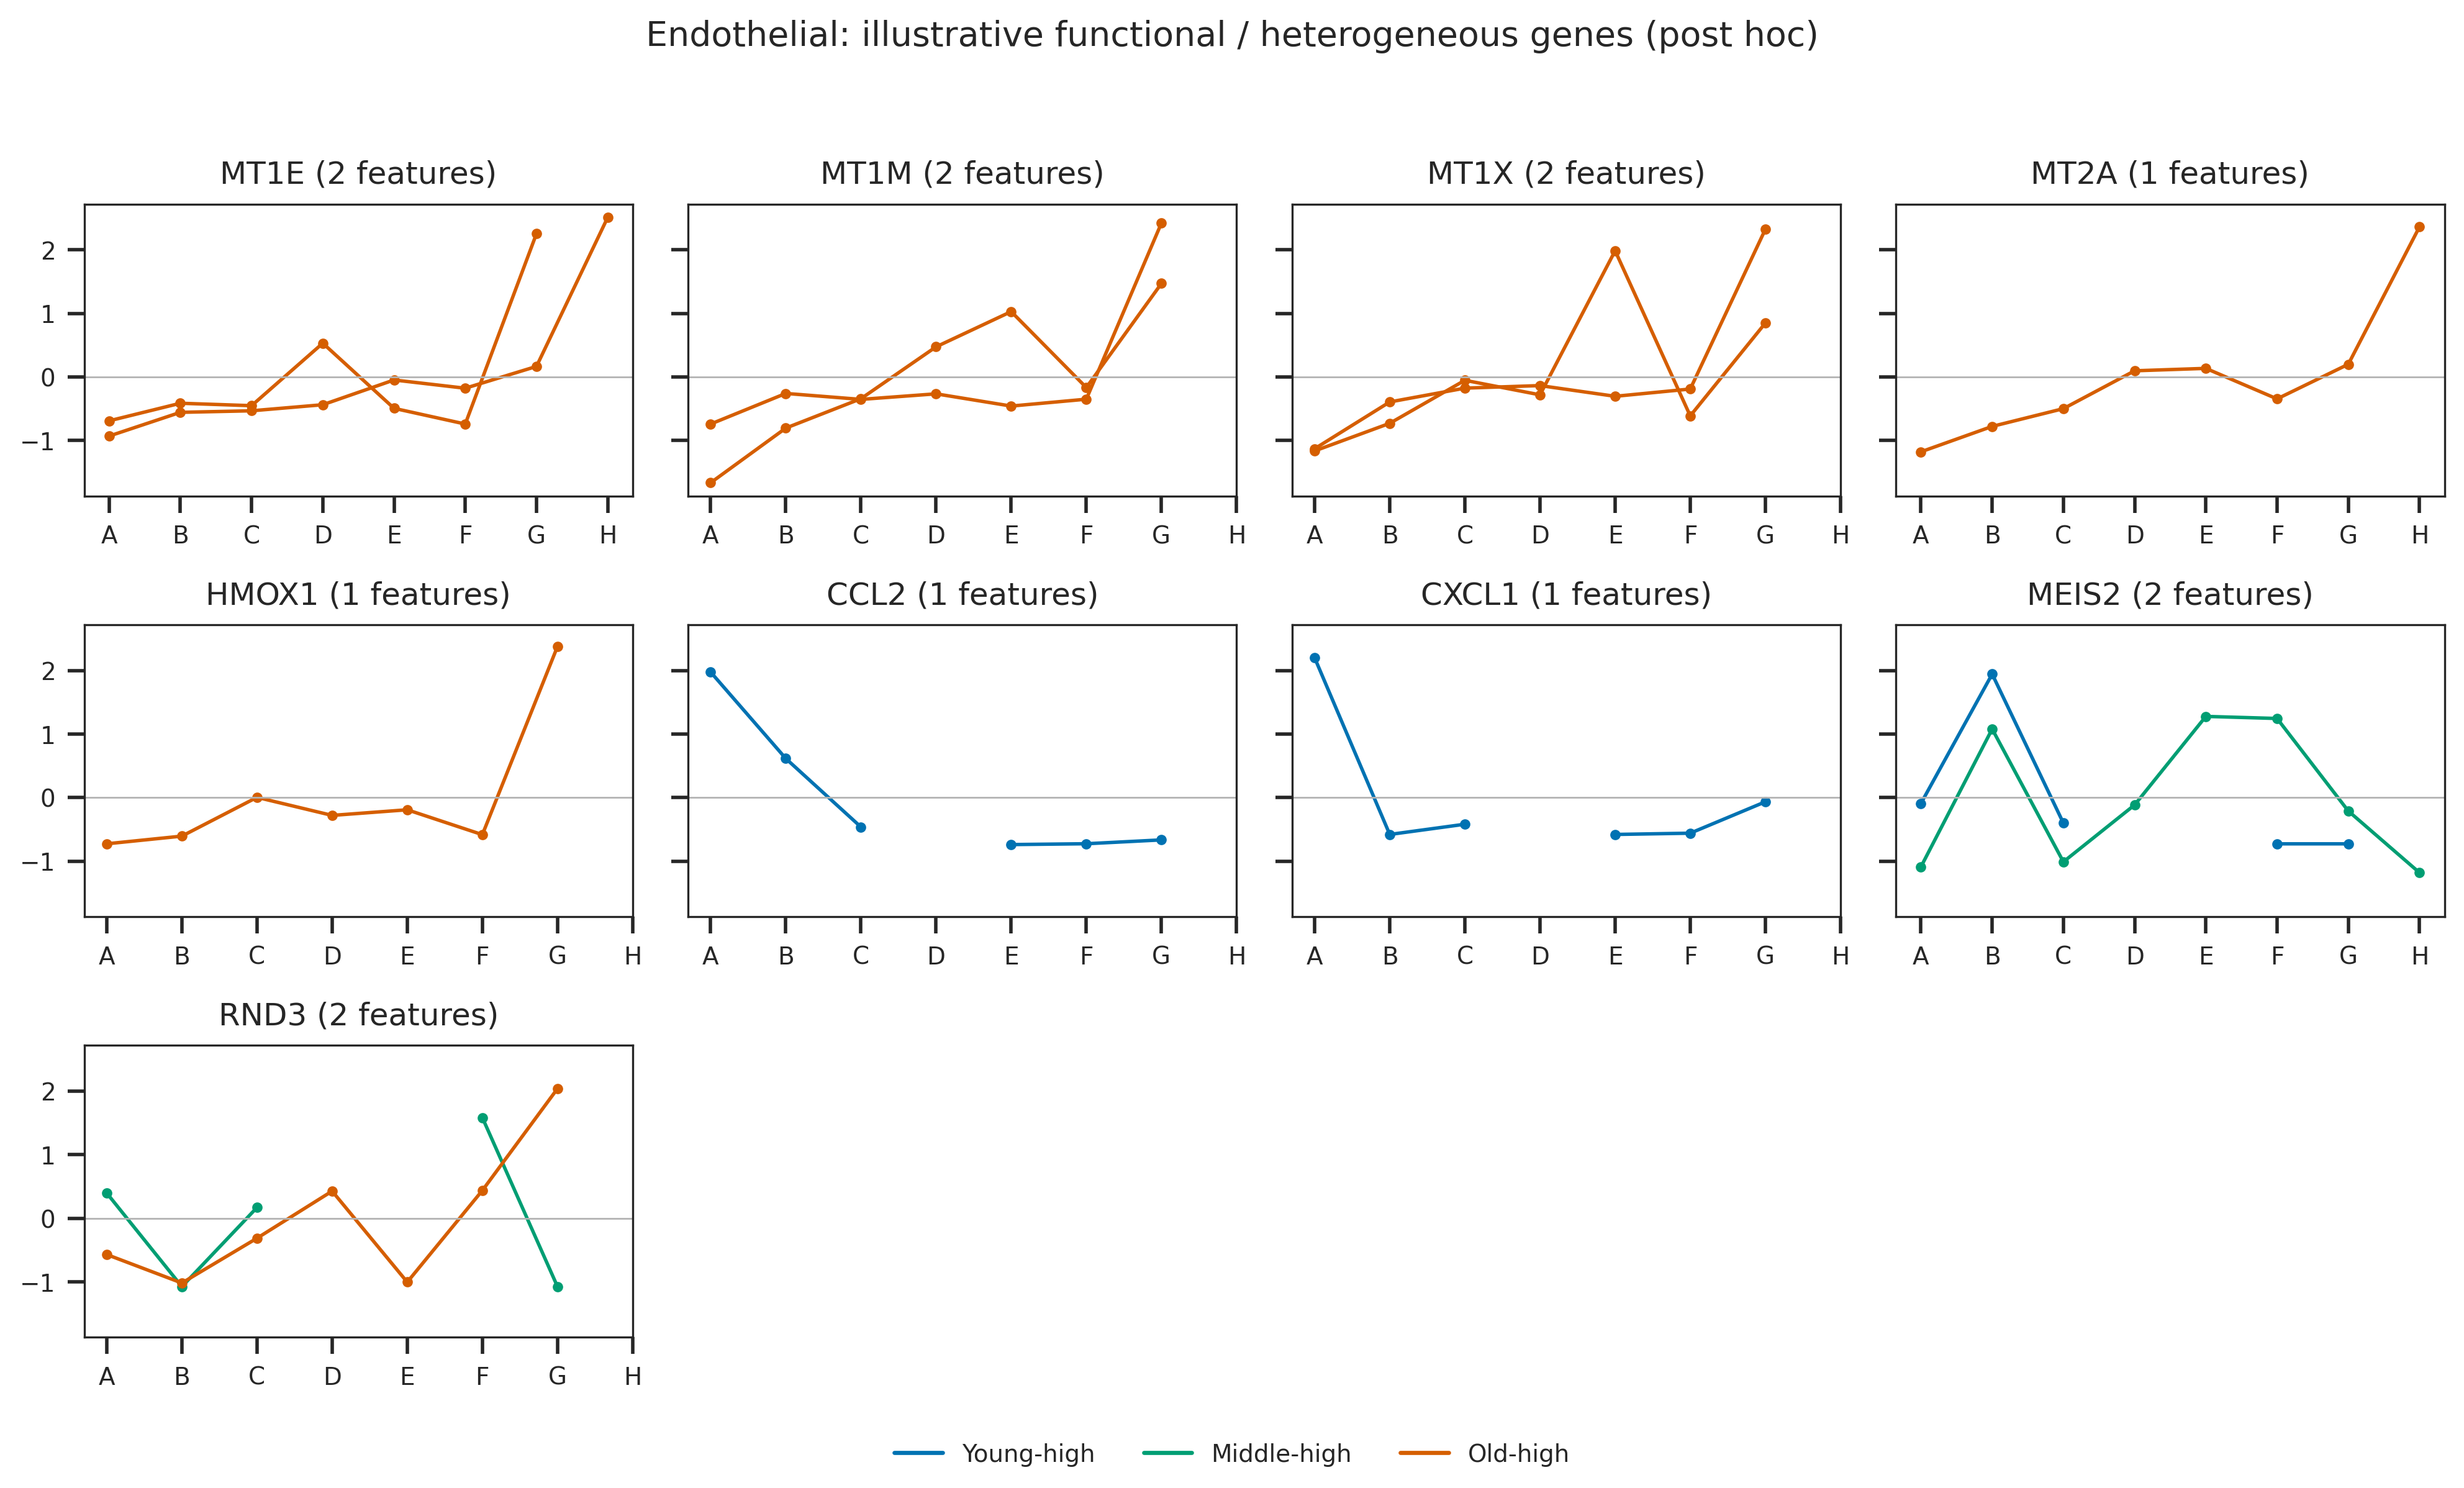 Endothelial: illustrative functional / heterogeneous genes (post hoc)
MT1E (2 features)
MT1M (2 features)
MT1X (2 features)
MT2A (1 features)
2
1
0
−1
A B C D E F G H
A B C D E F G H
A B C D E F G H
A B C D E F G H
HMOX1 (1 features)
CCL2 (1 features)
CXCL1 (1 features)
MEIS2 (2 features)
2
1
0
−1
A B C D E F G H
A B C D E F G H
A B C D E F G H
A B C D E F G H
RND3 (2 features)
2
1
0
−1
A B C D E F G H
Young-high
Middle-high
Old-high